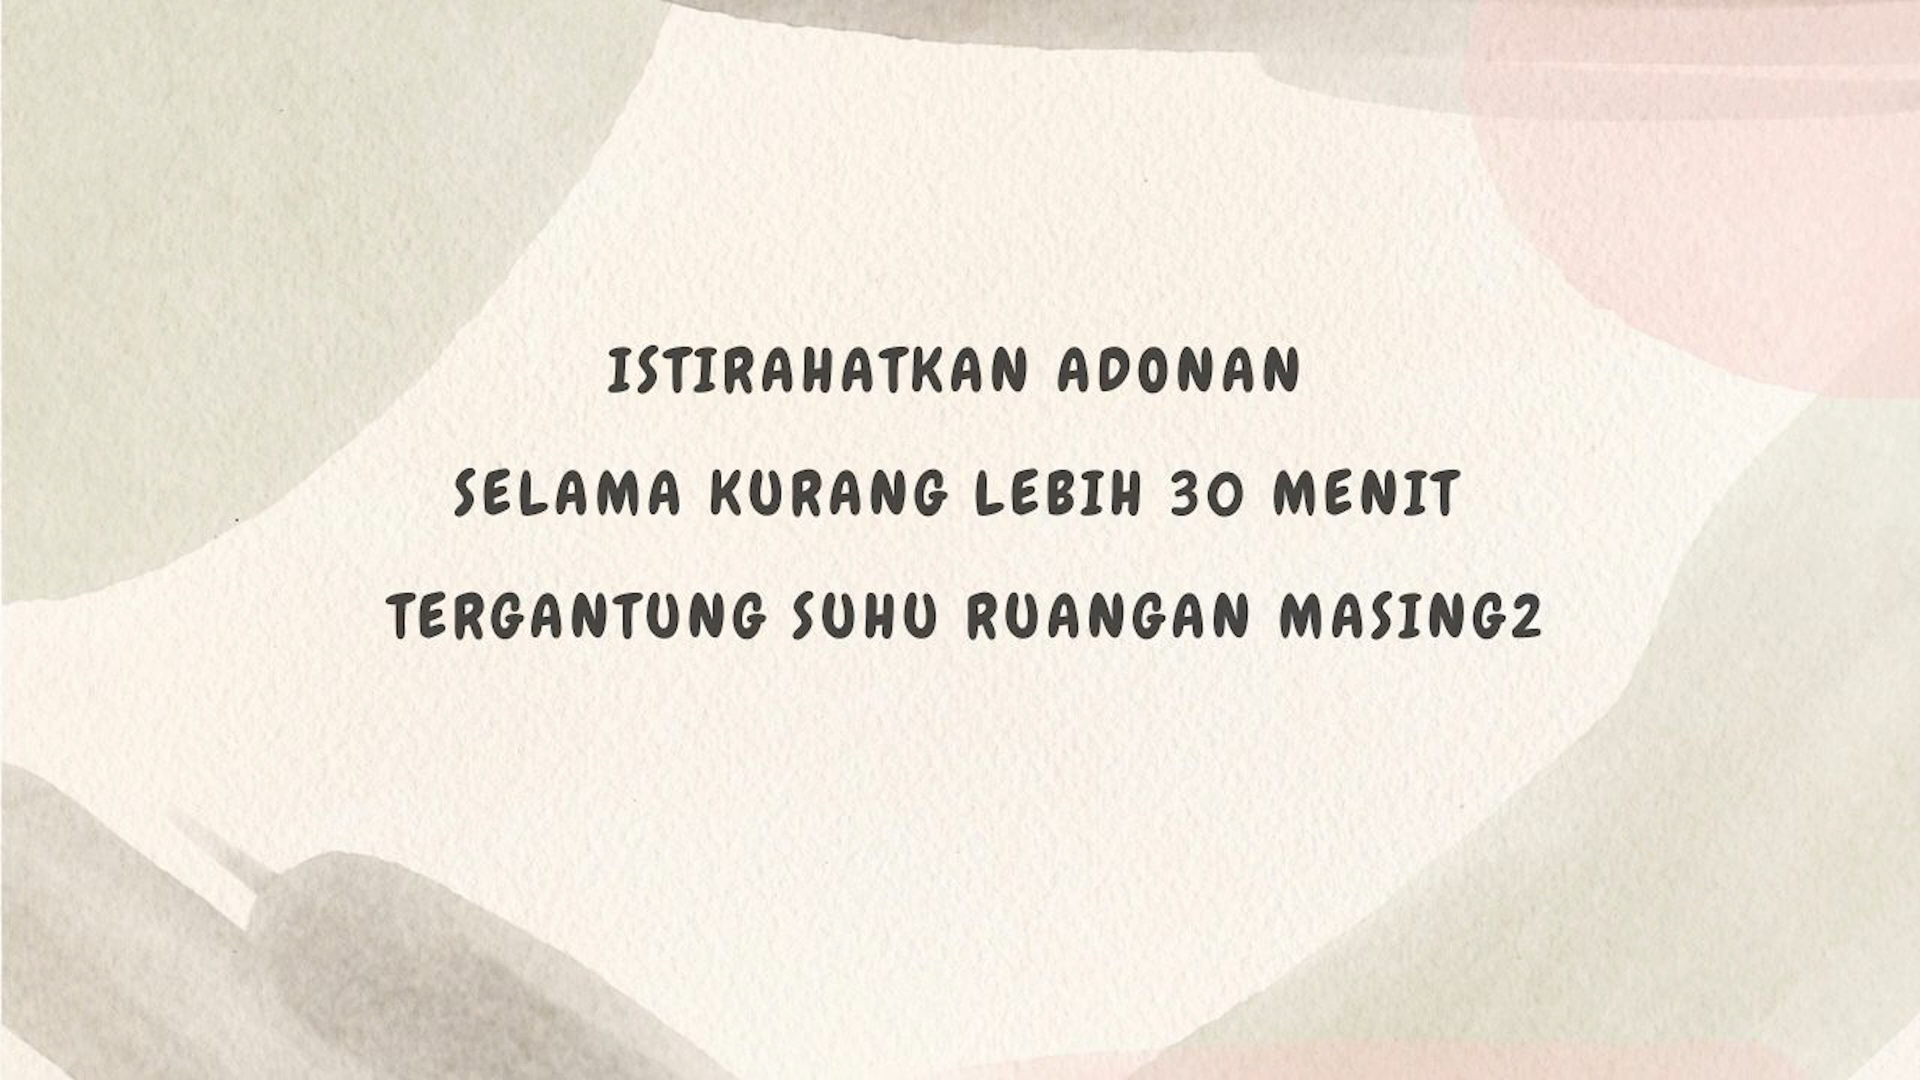 ISTIRAHATKAN ADONAN
SELAMA KURANG LEBIH 30 MENIT
TERGANTUNG SUHU RUANGAN MASING2